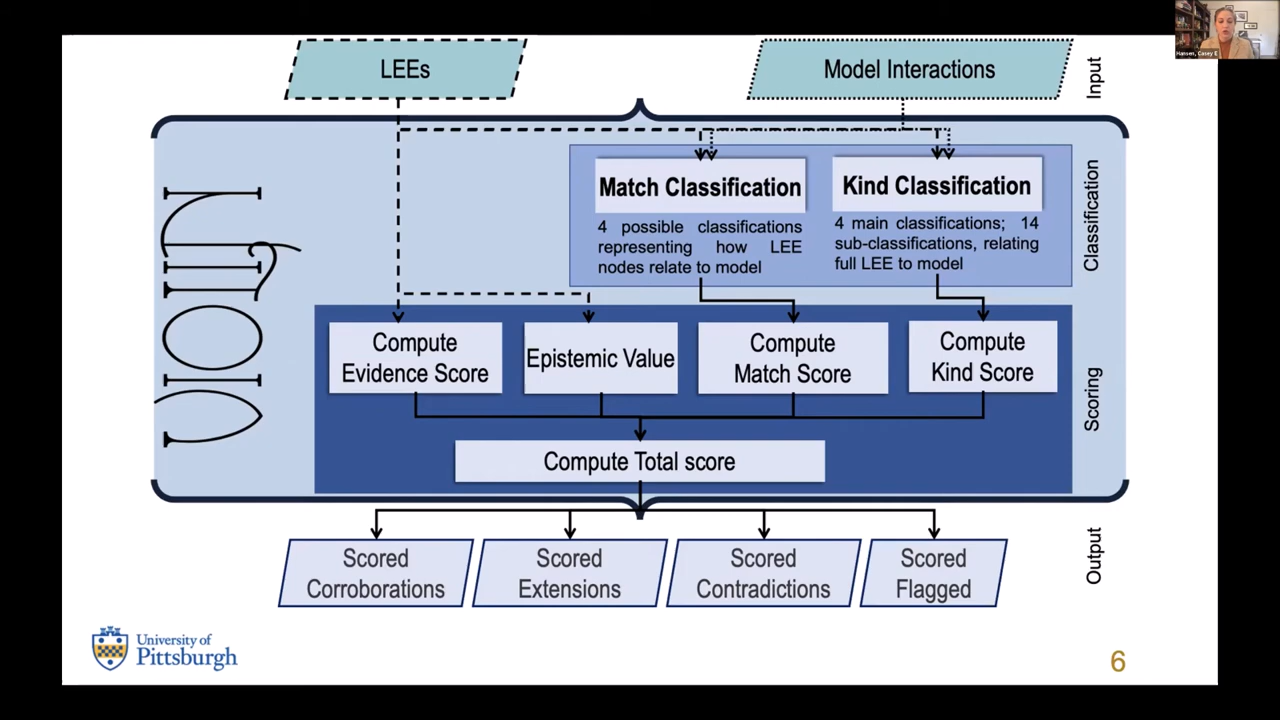 LEEs
Model Interactions
Input
Hansen, Casey E
VIOLIN
Match Classification
4 possible classifications
representing how LEE
nodes relate to model
Kind Classification
4 main classifications; 14
sub-classifications, relating
full LEE to model
Classification
Compute
Evidence Score
Epistemic Value
Compute
Match Score
Compute
Kind Score
Scoring
Compute Total score
Scored
Corroborations
Scored
Extensions
Scored
Contradictions
Scored
Flagged
Output
University of
Pittsburgh
6